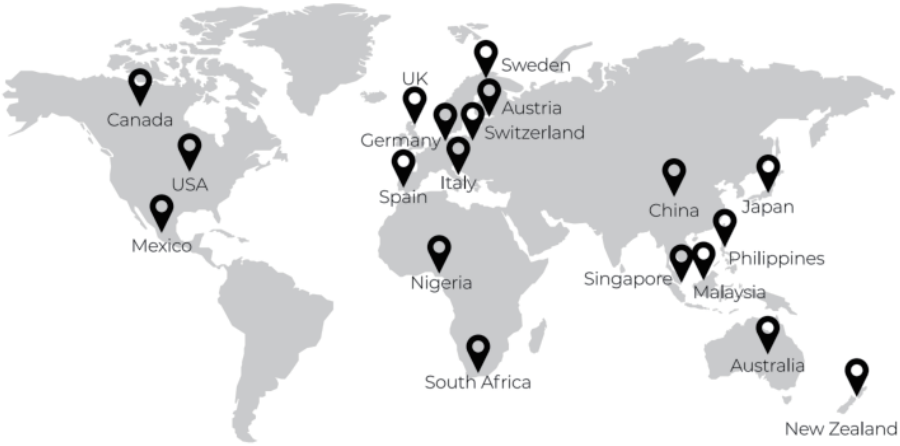 Canada
USA
Mexico
UK
Sweden
Austria
Germany
Switzerland
Spain
Italy
Nigeria
South Africa
China
Japan
Philippines
Singapore
Malaysia
Australia
New Zealand